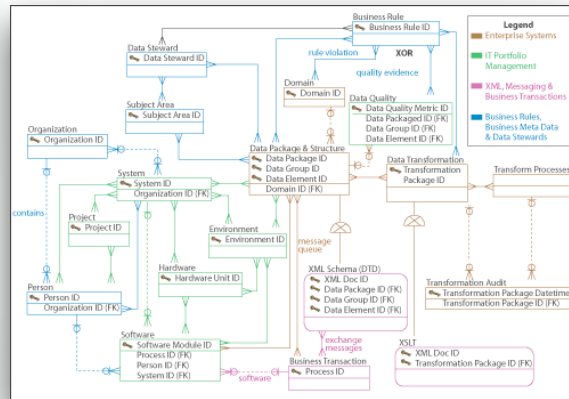 Business Rule
Business Rule ID
Legend
Enterprise Systems
IT Portfolio
Management
XML, Messaging &
Business Transactions
Business Rules,
Business Meta Data
& Data Stewards
Data Steward
Data Steward ID
rule violation
XOR
quality evidence
Domain
Domain ID
Subject Area
Subject Area ID
Data Quality
Data Quality Metric ID
Data Packaged ID (FK)
Data Group ID (FK)
Data Element ID (FK)
Organization
Organization ID
Data Package & Structure
Data Package ID
Data Group ID
Data Element ID
Domain ID (FK)
Data Transformation
Transformation
Package ID
Transform Processes
System
System ID
Organization ID (FK)
contains
Project
Project ID
Environment
Environment ID
message
queue
Hardware
Hardware Unit ID
XML Schema (DTD)
XML Doc ID
Data Package ID (FK)
Data Group ID (FK)
Data Element ID (FK)
Transformation Audit
Transformation Package Datetime
Transformation Package ID (FK)
Person
Person ID
Organization ID (FK)
Software
Software Module ID
Process ID (FK)
Person ID (FK)
System ID (FK)
exchange
messages
software
Business Transaction
Process ID
XSLT
XML Doc ID
Transformation Package ID (FK)